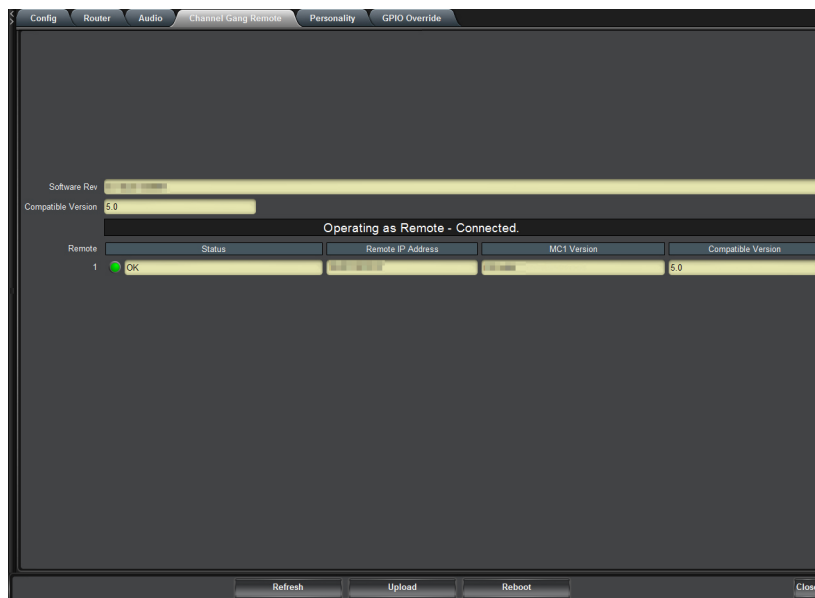 Config Router Audio Channel Gang Remote Personality GPIO Override
Software Rev
Compatible Version 5.0
Operating as Remote - Connected.
Remote Status Remote IP Address MC1 Version Compatible Version
1 OK 5.0
Refresh Upload Reboot Close